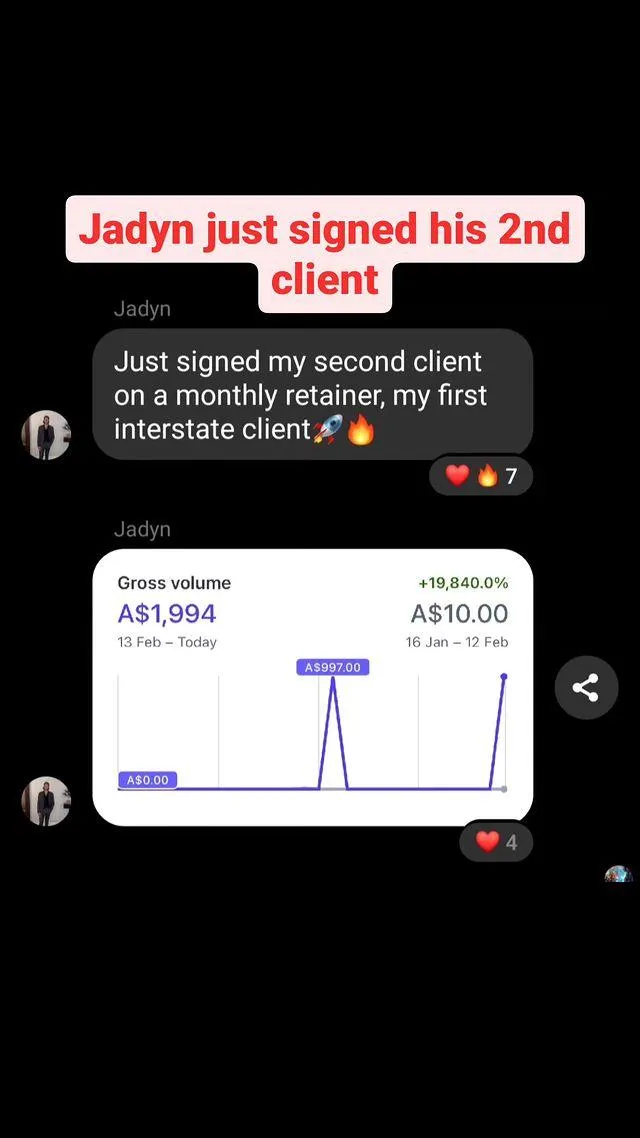 Jadyn just signed his 2nd
client
Jadyn
Just signed my second client
on a monthly retainer, my first
interstate client🚀🔥
❤️🔥 7
Jadyn
Gross volume
+19,840.0%
A$1,994
A$10.00
13 Feb – Today
16 Jan – 12 Feb
A$997.00
A$0.00
❤️ 4